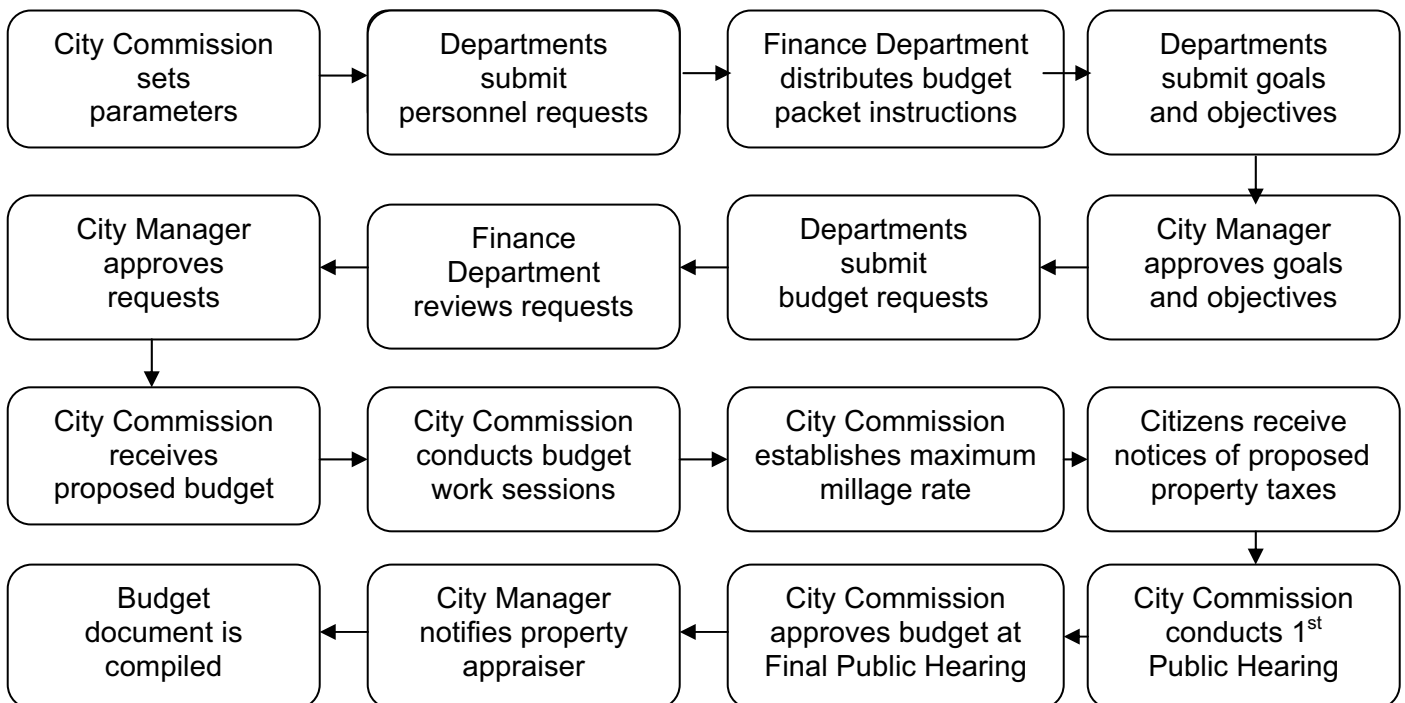 City Commission
sets
parameters
Departments
submit
personnel requests
Finance Department
distributes budget
packet instructions
Departments
submit goals
and objectives
City Manager
approves goals
and objectives
Departments
submit
budget requests
Finance
Department
reviews requests
City Manager
approves
requests
City Commission
receives
proposed budget
City Commission
conducts budget
work sessions
City Commission
establishes maximum
millage rate
Citizens receive
notices of proposed
property taxes
City Commission
conducts 1st
Public Hearing
City Commission
approves budget at
Final Public Hearing
City Manager
notifies property
appraiser
Budget
document is
compiled